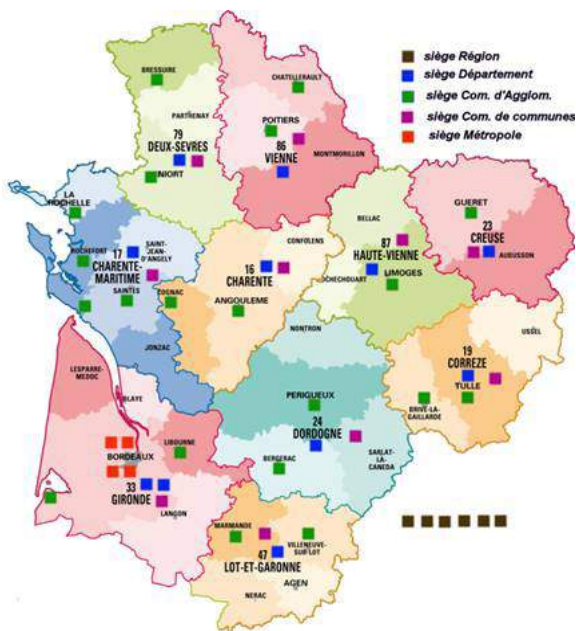 siège Région
siège Département
siège Com. d'Agglom.
siège Com. de communes
siège Métropole
BRESSUIRE
PARTHENAY
79
DEUX-SEVRES
NIORT
CHATELLERAULT
POITIERS
86
VIENNE
MONTMORILLON
LA
ROCHELLE
ROCHEFORT
17
CHARENTE-
MARITIME
SAINT-
JEAN-
D'ANGELY
SAINTES
JONZAC
COGNAC
16
CHARENTE
CONFOLENS
ANGOULEME
BELLAC
87
HAUTE-VIENNE
ROCHECHOUART
LIMOGES
GUERET
23
CREUSE
AUBUSSON
USSEL
19
CORREZE
TULLE
BRIVE-LA-
GAILLARDE
NONTRON
PERIGUEUX
24
DORDOGNE
BERGERAC
SARLAT-
LA-
CANEDA
LESPARRE-
MEDOC
BLAYE
LIBOURNE
BORDEAUX
33
GIRONDE
LANGON
MARMANDE
VILLENEUVE-
SUR LOT
47
LOT-ET-GARONNE
AGEN
NERAC